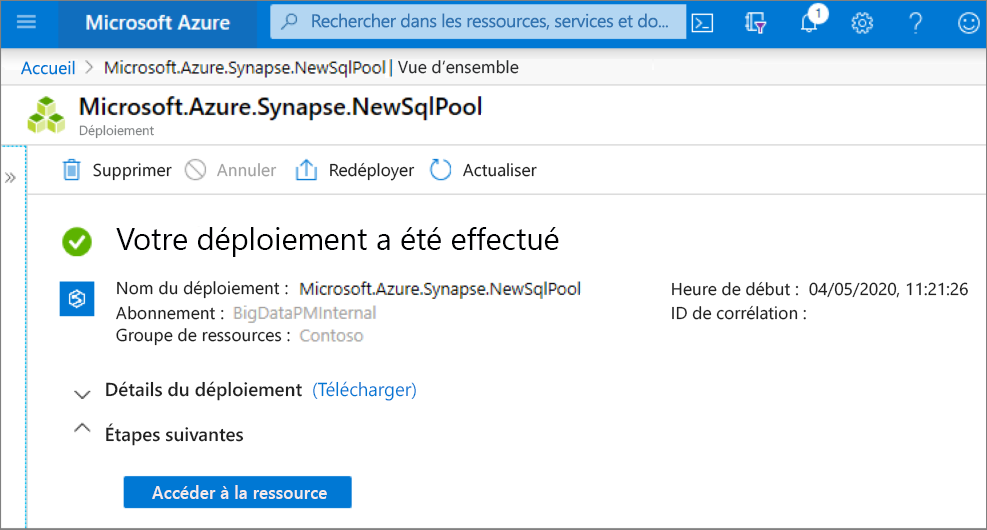 Microsoft Azure Rechercher dans les ressources, services et do... 1
Accueil > Microsoft.Azure.Synapse.NewSqlPool | Vue d'ensemble
Microsoft.Azure.Synapse.NewSqlPool
Déploiement
» Supprimer Annuler Redéployer Actualiser
Votre déploiement a été effectué
Nom du déploiement : Microsoft.Azure.Synapse.NewSqlPool Heure de début : 04/05/2020, 11:21:26
Abonnement : BigDataPMInternal ID de corrélation :
Groupe de ressources : Contoso
Détails du déploiement (Télécharger)
Étapes suivantes
Accéder à la ressource